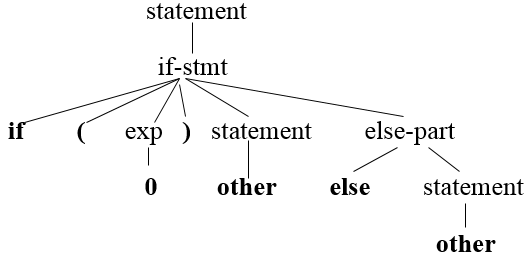 statement
if-stmt
if ( exp ) statement else-part
0 other else statement
other